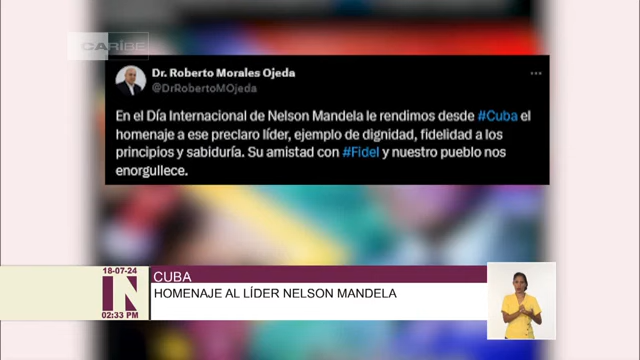 CARIBE
Dr. Roberto Morales Ojeda
@DrRobertoMOjeda
En el Día Internacional de Nelson Mandela le rendimos desde #Cuba el
homenaje a ese preclaro líder, ejemplo de dignidad, fidelidad a los
principios y sabiduría. Su amistad con #Fidel y nuestro pueblo nos
enorgullece.
18-07-24
IN
02:33 PM
CUBA
HOMENAJE AL LÍDER NELSON MANDELA